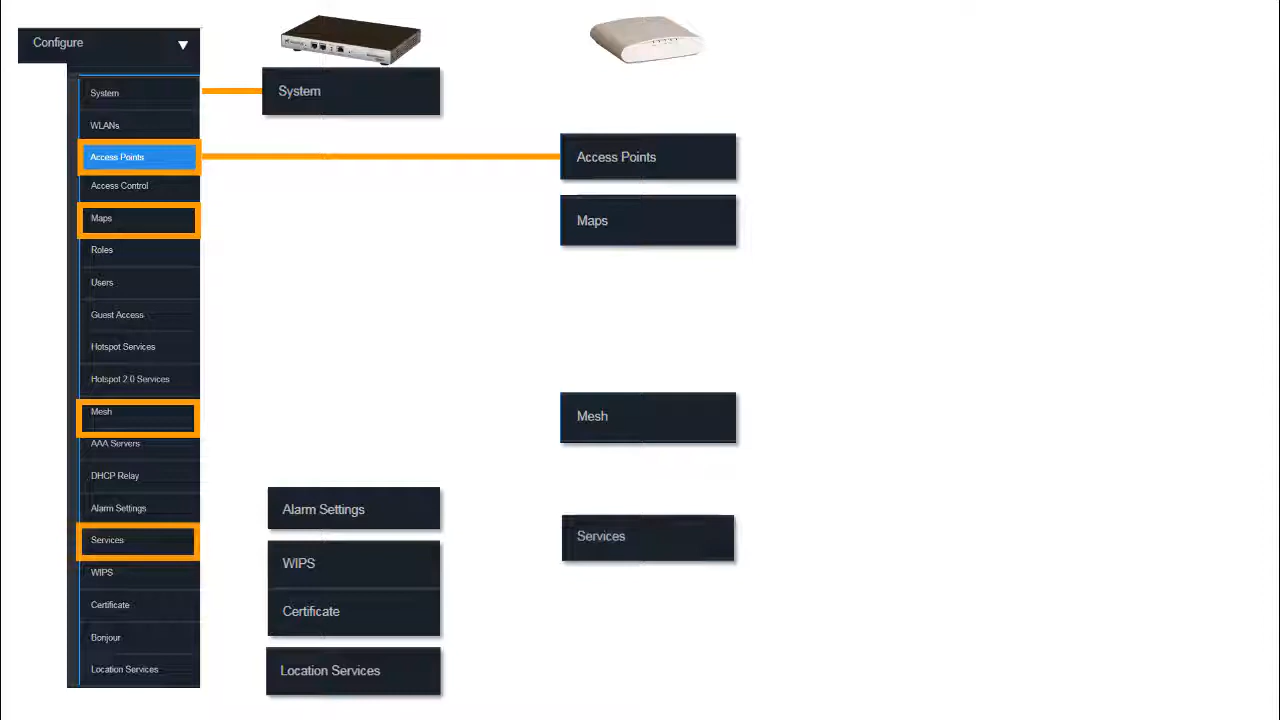 Configure
System
WLANs
Access Points
Access Control
Maps
Roles
Users
Guest Access
Hotspot Services
Hotspot 2.0 Services
Mesh
AAA Servers
DHCP Relay
Alarm Settings
Services
WIPS
Certificate
Bonjour
Location Services
System
Alarm Settings
WIPS
Certificate
Location Services
Access Points
Maps
Mesh
Services